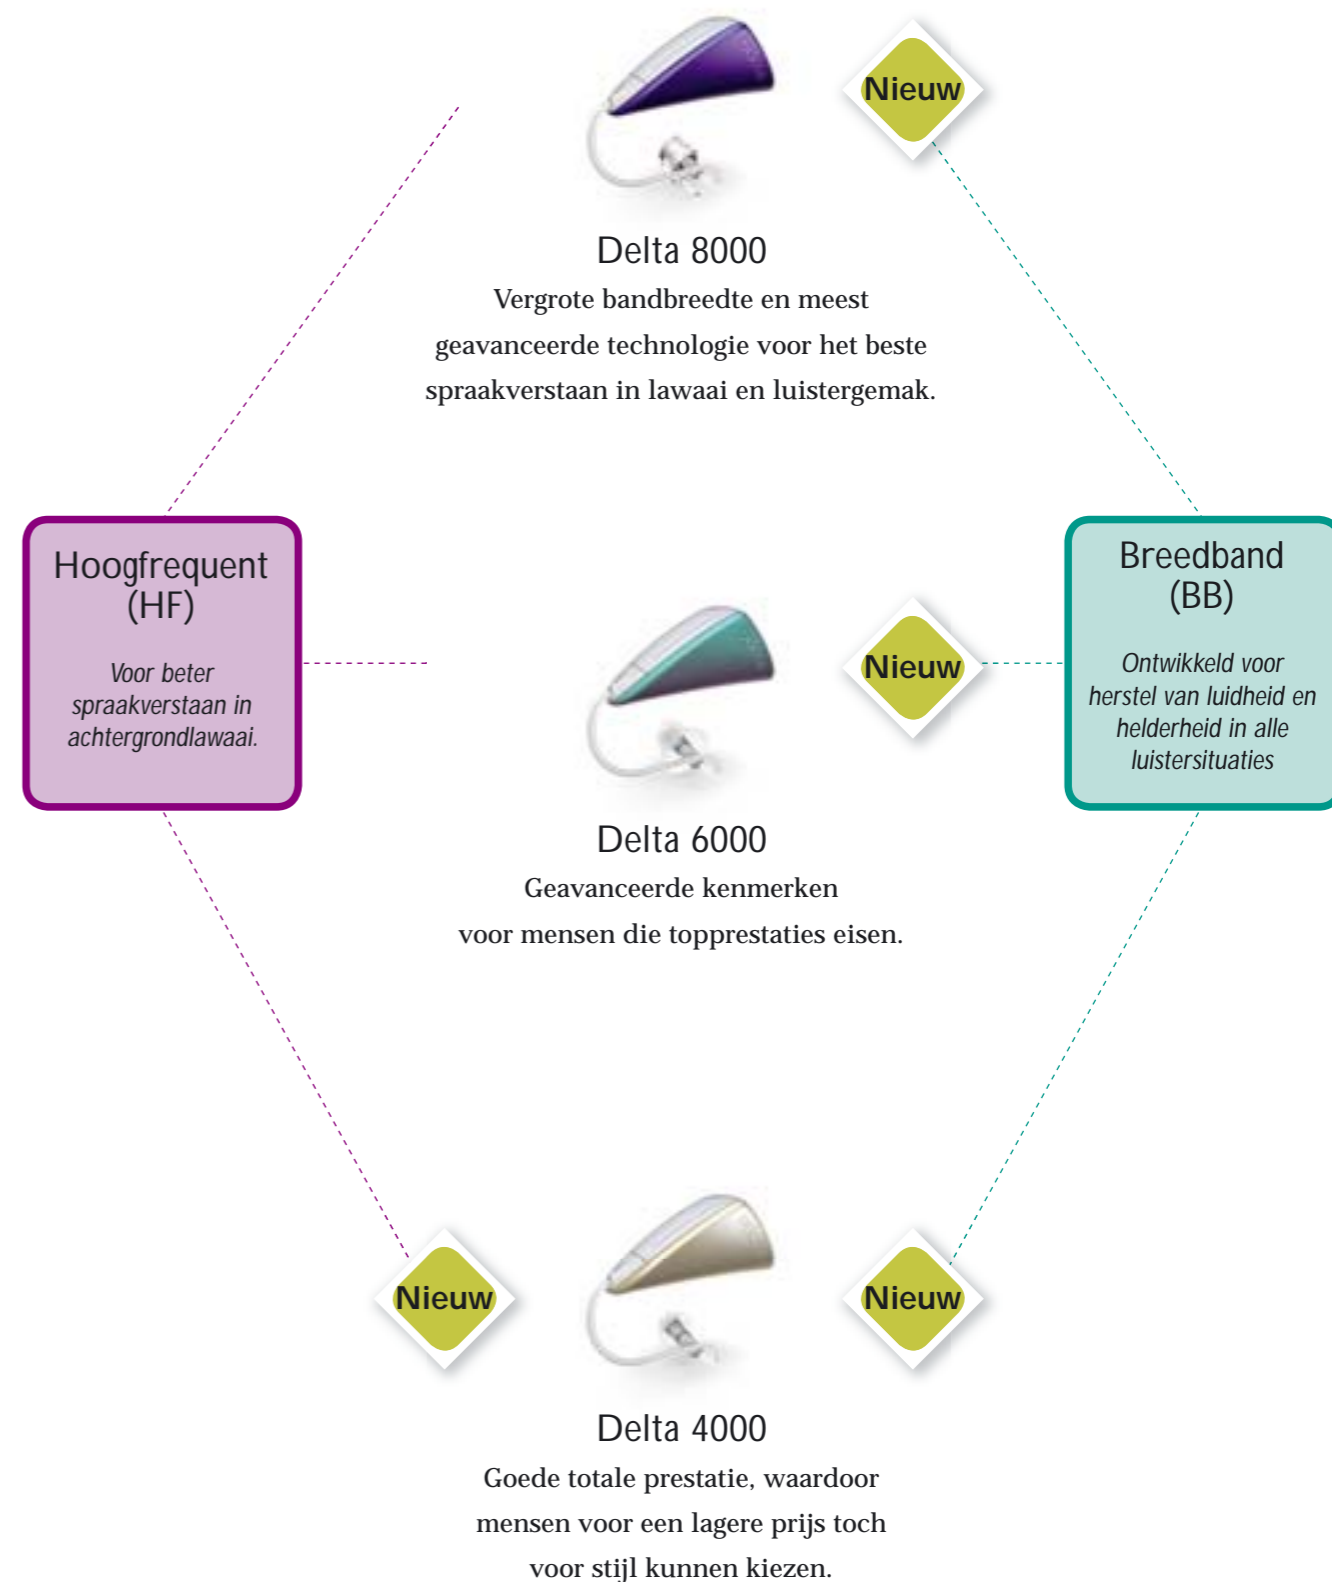 Nieuw
Delta 8000
Vergrote bandbreedte en meest
geavanceerde technologie voor het beste
spraakverstaan in lawaai en luistergemak.
Hoogfrequent
(HF)
Voor beter
spraakverstaan in
achtergrondlawaai.
Nieuw
Breedband
(BB)
Ontwikkeld voor
herstel van luidheid en
helderheid in alle
luistersituaties
Delta 6000
Geavanceerde kenmerken
voor mensen die topprestaties eisen.
Nieuw
Nieuw
Delta 4000
Goede totale prestatie, waardoor
mensen voor een lagere prijs toch
voor stijl kunnen kiezen.